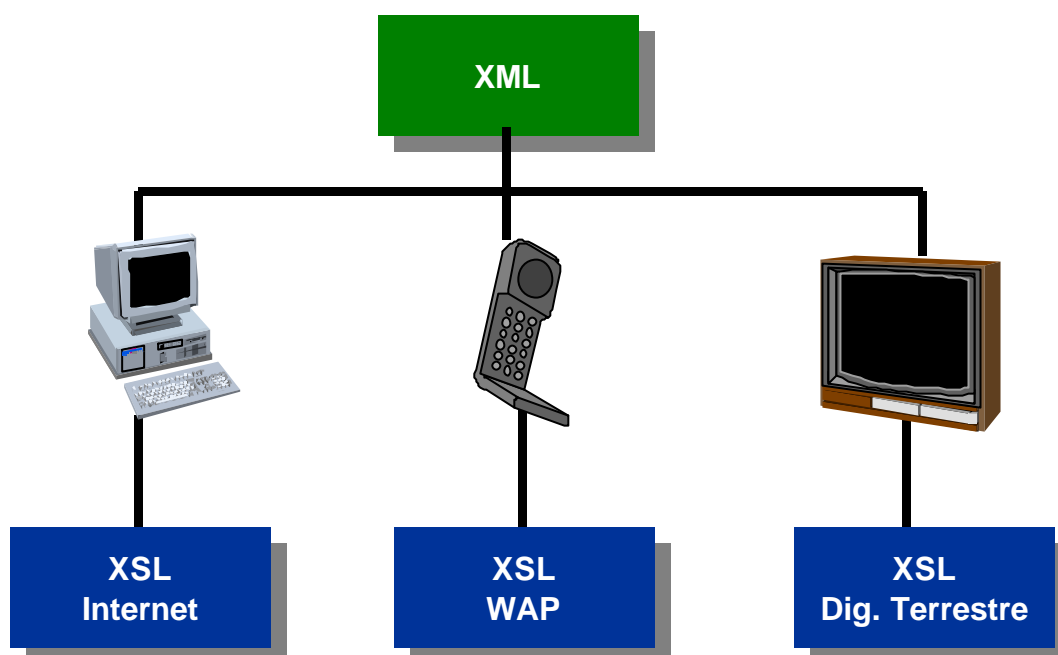 XML
XSL
Internet
XSL
WAP
XSL
Dig. Terrestre